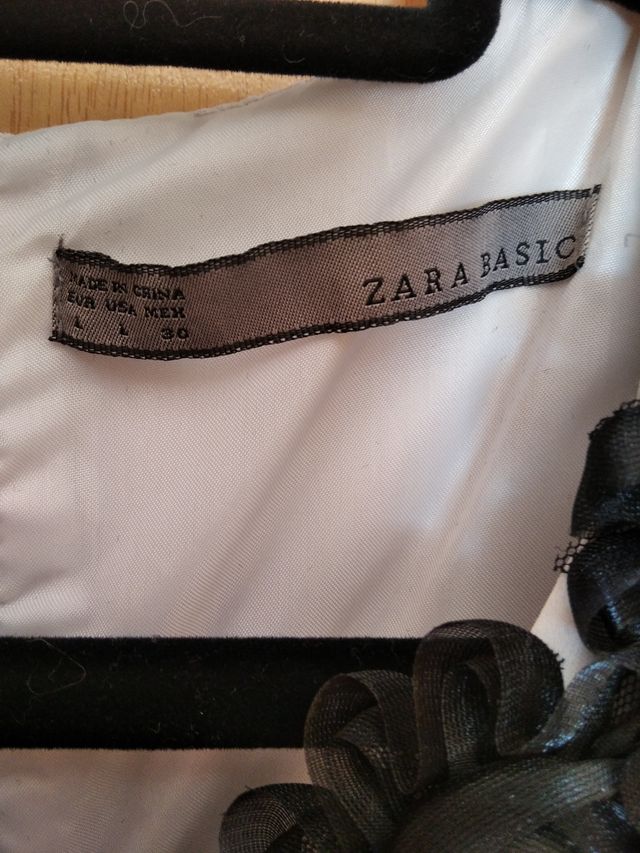 MADE IN CHINA
EUR USA MEX
L L 30
ZARA BASIC